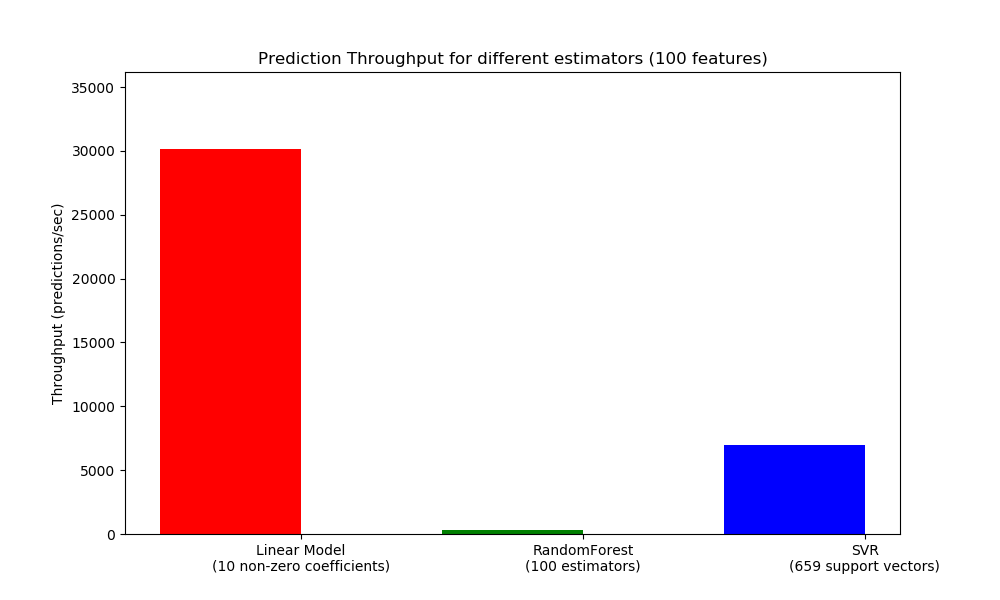 Prediction Throughput for different estimators (100 features)
Throughput (predictions/sec)
35000
30000
25000
20000
15000
10000
5000
0
Linear Model
(10 non-zero coefficients)
RandomForest
(100 estimators)
SVR
(659 support vectors)